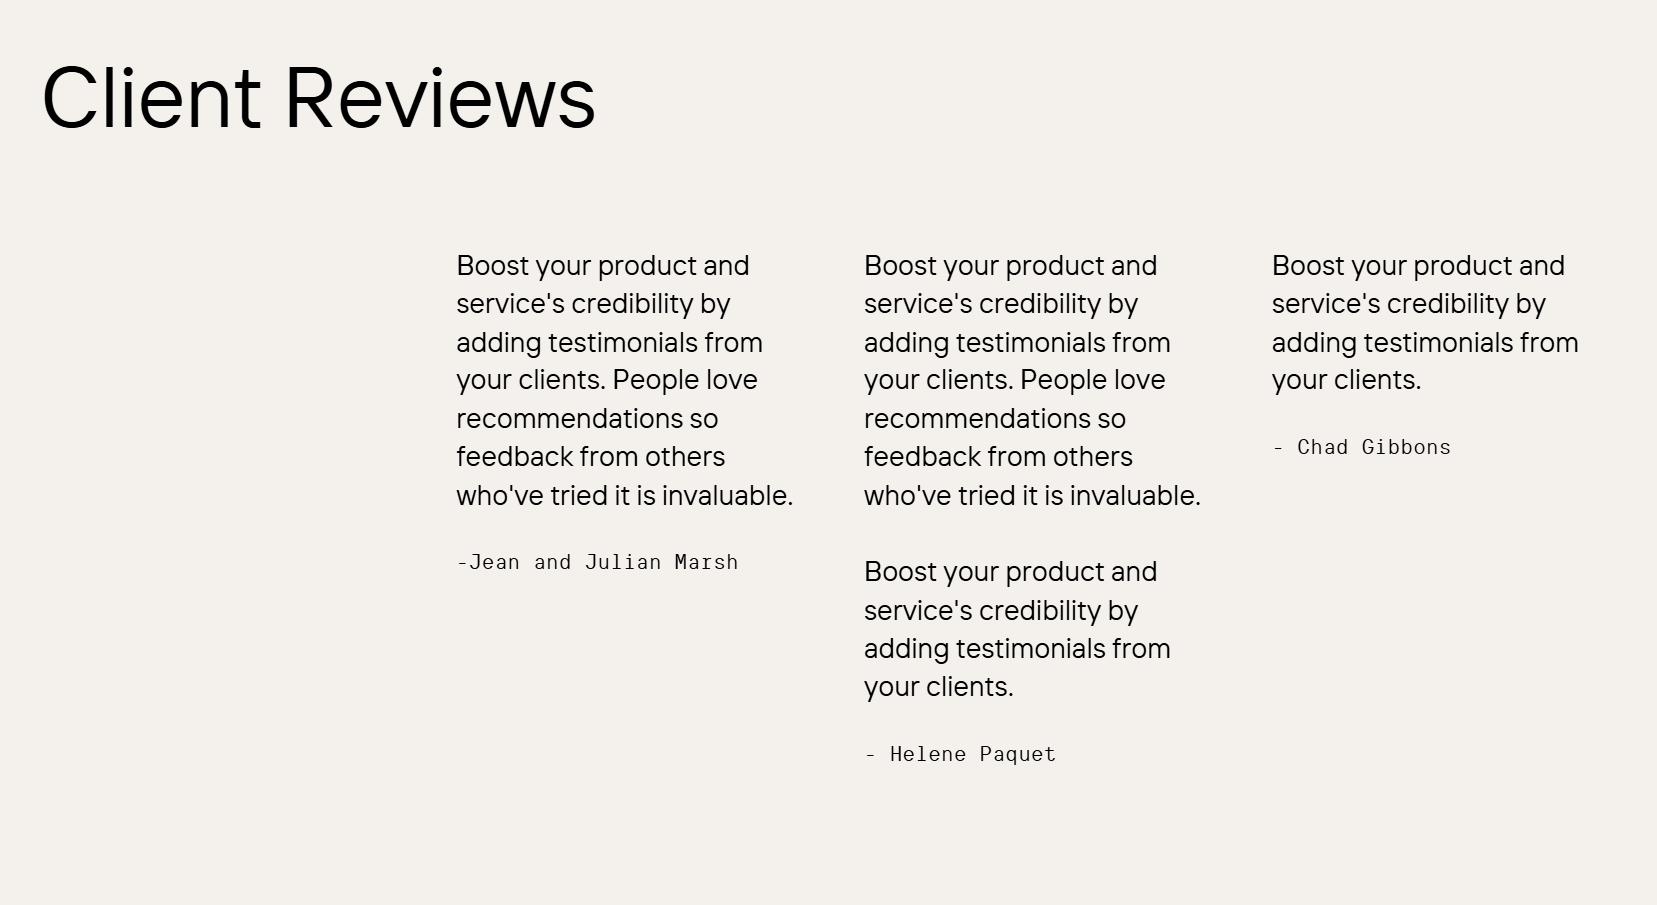 Client Reviews
Boost your product and
service's credibility by
adding testimonials from
your clients. People love
recommendations so
feedback from others
who've tried it is invaluable.
-Jean and Julian Marsh
Boost your product and
service's credibility by
adding testimonials from
your clients. People love
recommendations so
feedback from others
who've tried it is invaluable.
Boost your product and
service's credibility by
adding testimonials from
your clients.
- Helene Paquet
Boost your product and
service's credibility by
adding testimonials from
your clients.
- Chad Gibbons